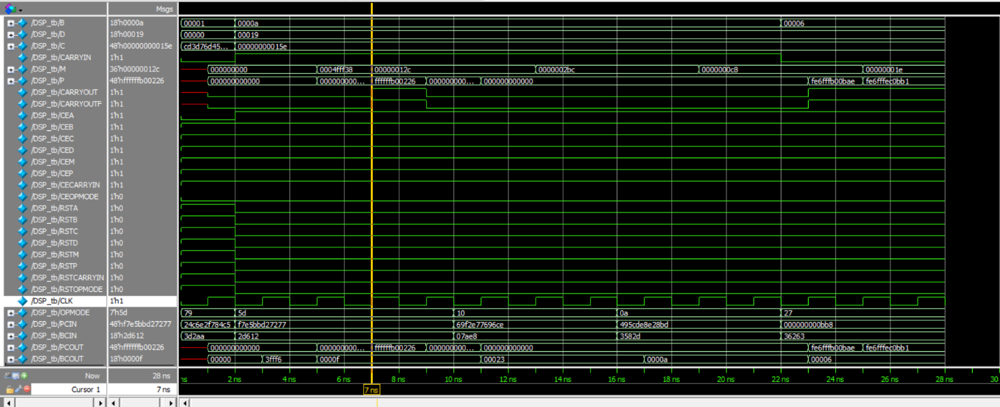 Msgs
/DSP_tb/B 18'h0000a 00001 0000a 00006
/DSP_tb/D 18'h00019 00000 00019
/DSP_tb/C 48'h00000000015e cd3d76d45... 00000000015e
/DSP_tb/CARRYIN 1'h1
/DSP_tb/M 36'h00000012c 000000000 0004fff38 00000012c 0000002bc 0000000c8 00000001e
/DSP_tb/P 48'hffffffb00226 000000000000 000000000... ffffffb00226 000000000... 000000000000 fe6fffb00bae fe6fffec0bb1
/DSP_tb/CARRYOUT 1'h1
/DSP_tb/CARRYOUTF 1'h1
/DSP_tb/CEA 1'h1
/DSP_tb/CEB 1'h1
/DSP_tb/CEC 1'h1
/DSP_tb/CED 1'h1
/DSP_tb/CEM 1'h1
/DSP_tb/CEP 1'h1
/DSP_tb/CECARRYIN 1'h1
/DSP_tb/CEOPMODE 1'h1
/DSP_tb/RSTA 1'h0
/DSP_tb/RSTB 1'h0
/DSP_tb/RSTC 1'h0
/DSP_tb/RSTD 1'h0
/DSP_tb/RSTM 1'h0
/DSP_tb/RSTP 1'h0
/DSP_tb/RSTCARRYIN 1'h0
/DSP_tb/RSTOPMODE 1'h0
/DSP_tb/CLK 1'h1
/DSP_tb/OPMODE 7'h5d 79 5d 10 0a 27
/DSP_tb/PCIN 48'hf7e5bbd27277 24c6e2f784c5 f7e5bbd27277 69f2e77696ce 495cde8e28bd 000000000bb8
/DSP_tb/BCIN 18'h2d612 3d2aa 2d612 07ae8 3582d 36263
/DSP_tb/PCOUT 48'hffffffb00226 000000000000 000000000... ffffffb00226 000000000... 000000000000 fe6fffb00bae fe6fffec0bb1
/DSP_tb/BCOUT 18'h0000f 00000 3fff6 0000f 00023 0000a 00006
Now 28 ns ns 2 ns 4 ns 6 ns 8 ns 10 ns 12 ns 14 ns 16 ns 18 ns 20 ns 22 ns 24 ns 26 ns 28 ns 30
Cursor 1 7 ns 7 ns